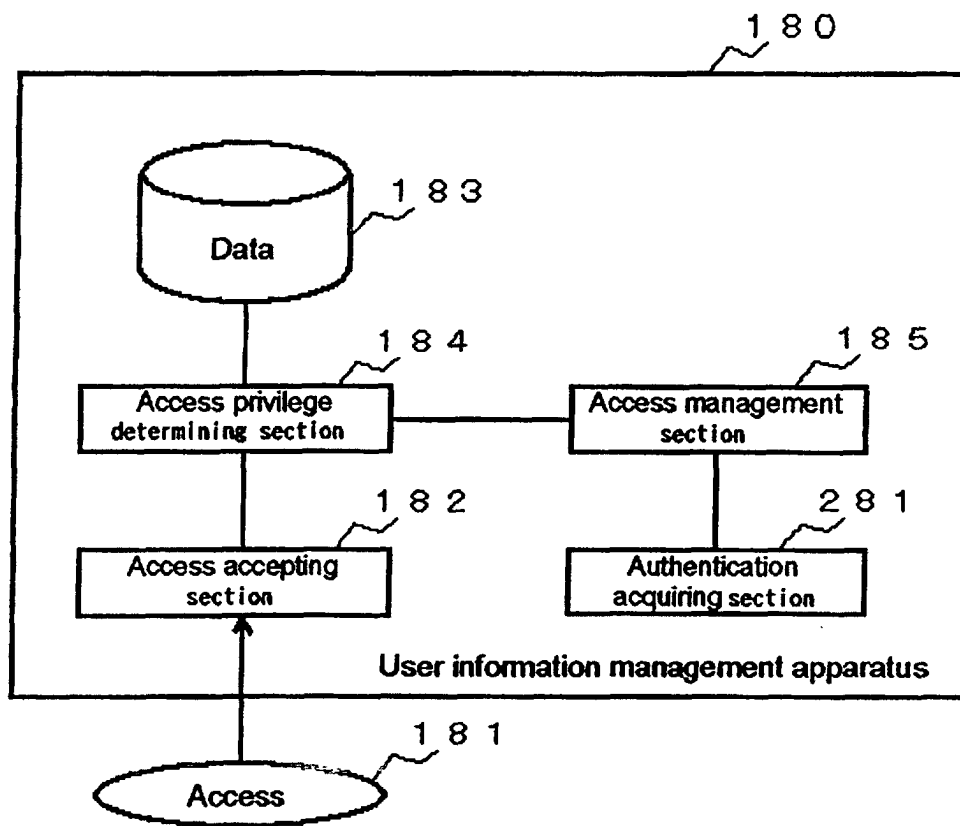 180
183
Data
184
185
Access privilege
determining section
Access management
section
182
281
Access accepting
section
Authentication
acquiring section
User information management apparatus
181
Access